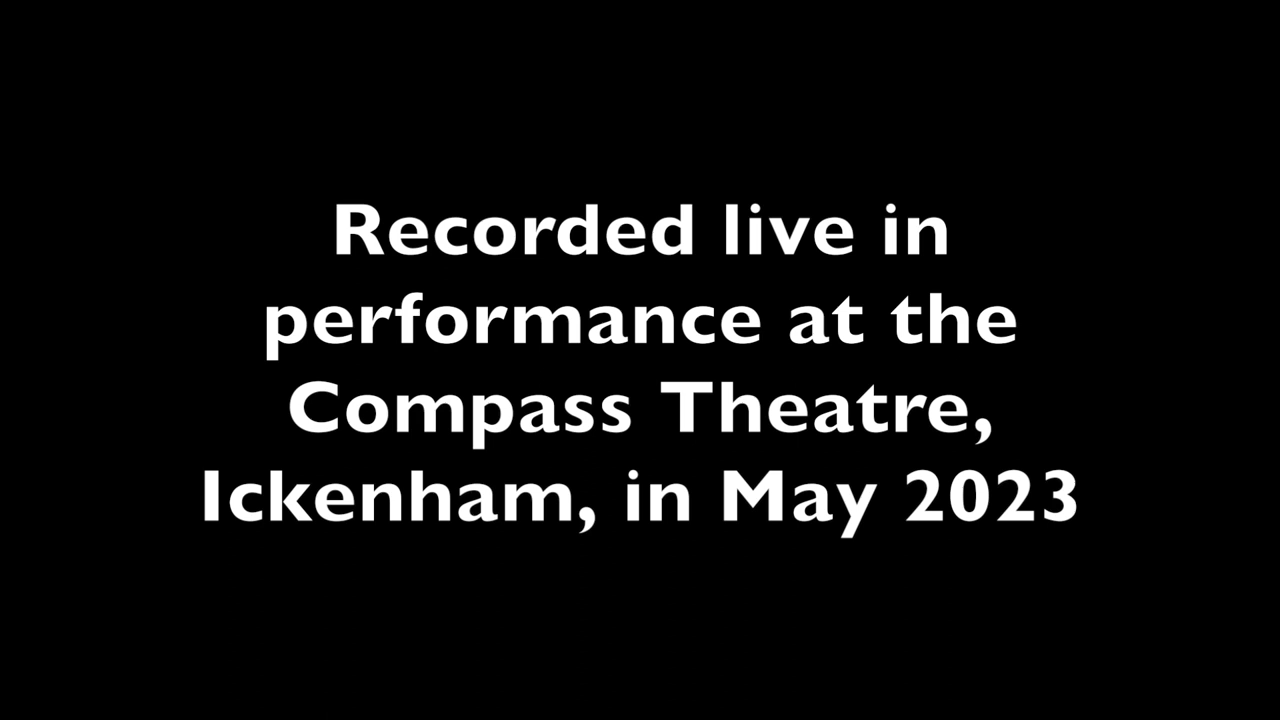 Recorded live in
performance at the
Compass Theatre,
Ickenham, in May 2023